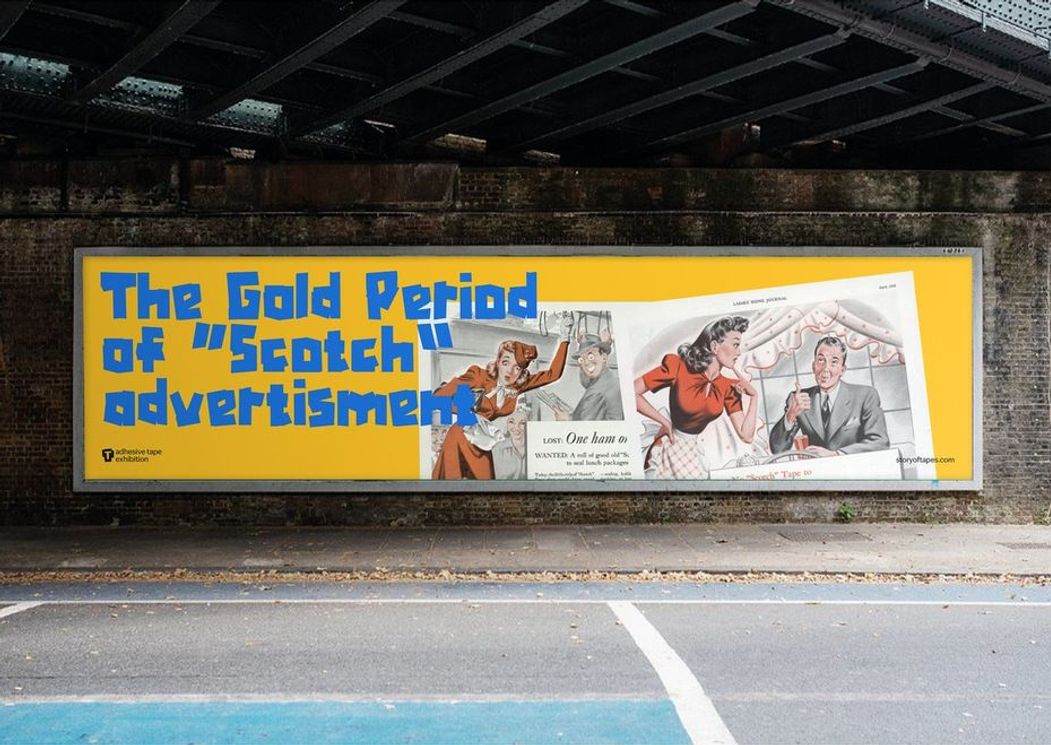 The Gold Period
of "Scotch"
advertisment
adhesive tape
exhibition
LADIES HOME JOURNAL
LOST: One ham o
WANTED: A roll of good old "Sc
to seal lunch packages
"Scotch" Tape to
storyoftapes.com